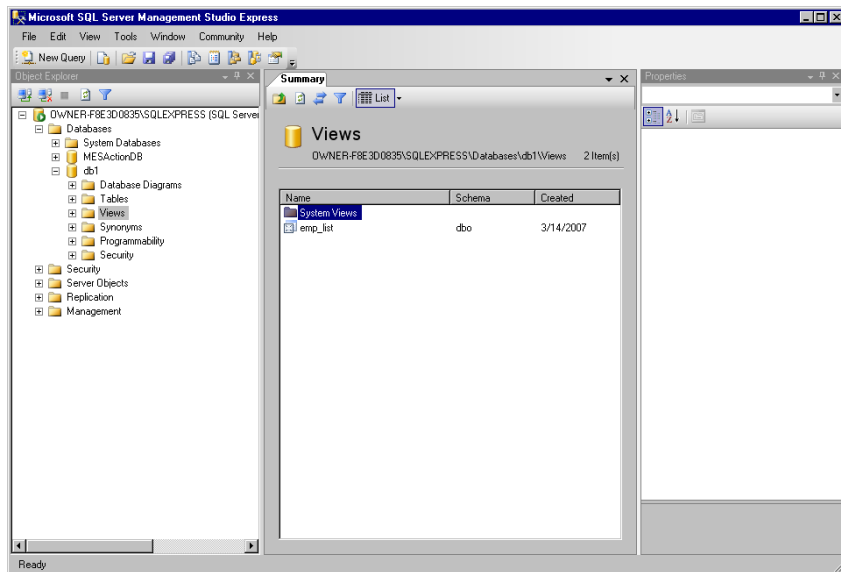 Microsoft SQL Server Management Studio Express
File Edit View Tools Window Community Help
New Query
Object Explorer
OWNER-F8E3D0835\SQLEXPRESS (SQL Server
Databases
System Databases
MESActionDB
db1
Database Diagrams
Tables
Views
Synonyms
Programmability
Security
Security
Server Objects
Replication
Management
Summary
List
Views
OWNER-F8E3D0835\SQLEXPRESS\Databases\db1\Views 2 Item(s)
Name Schema Created
System Views
emp_list dbo 3/14/2007
Properties
Ready